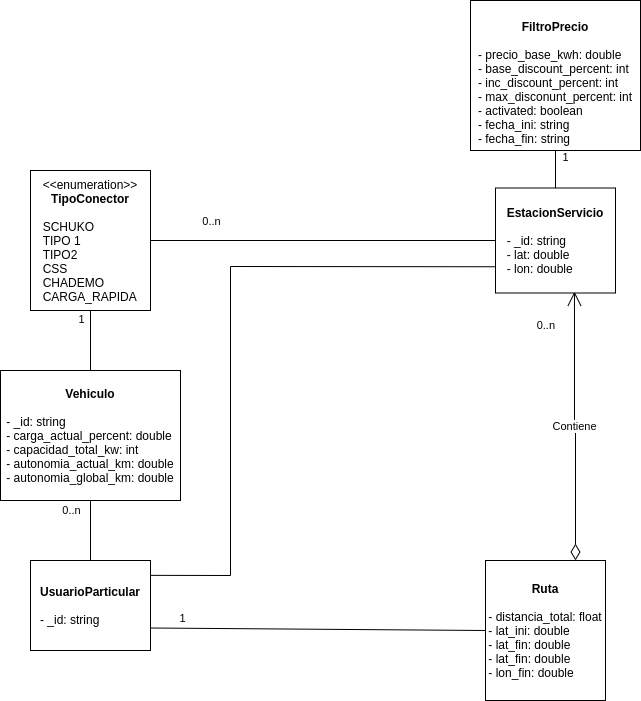 FiltroPrecio
- precio_base_kwh: double
- base_discount_percent: int
- inc_discount_percent: int
- max_disconunt_percent: int
- activated: boolean
- fecha_ini: string
- fecha_fin: string
1
<<enumeration>>
TipoConector
SCHUKO
TIPO 1
TIPO2
CSS
CHADEMO
CARGA_RAPIDA
0..n
EstacionServicio
- _id: string
- lat: double
- lon: double
1
0..n
Vehiculo
- _id: string
- carga_actual_percent: double
- capacidad_total_kw: int
- autonomia_actual_km: double
- autonomia_global_km: double
Contiene
0..n
UsuarioParticular
- _id: string
1
Ruta
- distancia_total: float
- lat_ini: double
- lat_fin: double
- lat_fin: double
- lon_fin: double